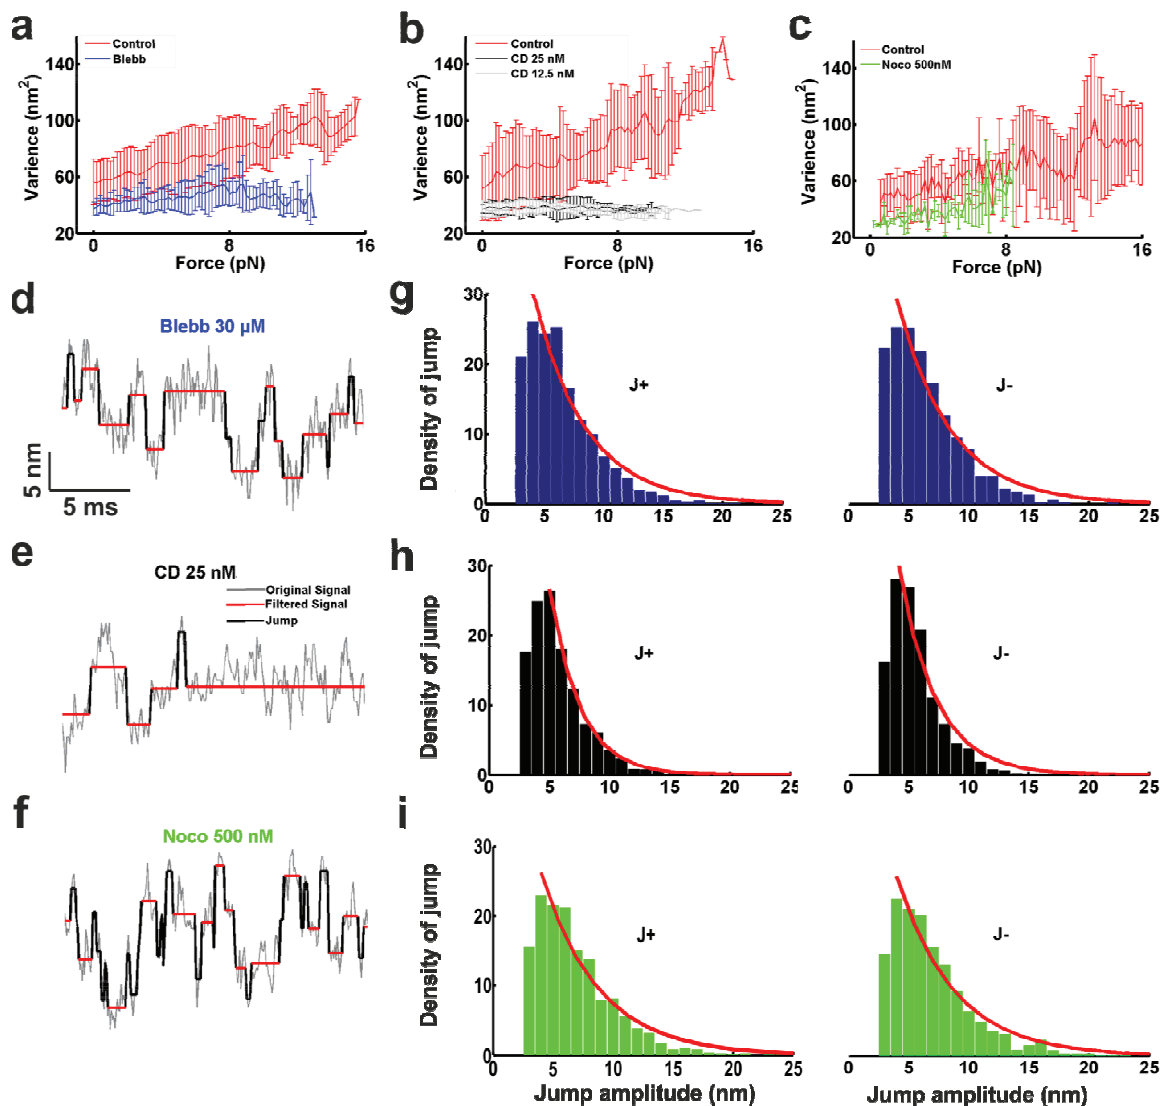 a
Control
Blebb
Varience (nm²)
140
100
60
20
0
8
16
Force (pN)
b
Control
CD 25 nM
CD 12.5 nM
Varience (nm²)
140
100
60
20
0
8
16
Force (pN)
c
Control
Noco 500nM
Varience (nm²)
140
100
60
20
0
8
16
Force (pN)
d
Blebb 30 µM
5 nm
5 ms
e
CD 25 nM
Original Signal
Filtered Signal
Jump
f
Noco 500 nM
g
Density of jump
30
20
10
0
J+
0 5 10 15 20 25
J-
0 5 10 15 20 25
h
Density of jump
30
20
10
0
J+
5 10 15 20 25
J-
0 5 10 15 20 25
i
Density of jump
30
20
10
0
J+
0 5 10 15 20 25
Jump amplitude (nm)
J-
0 5 10 15 20 25
Jump amplitude (nm)